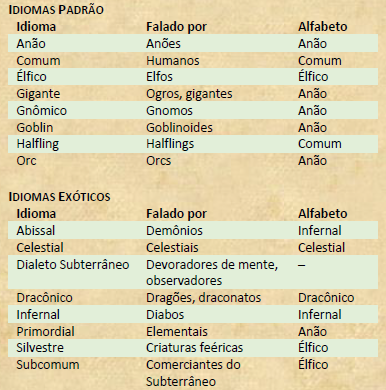 IDIOMAS PADRÃO
Idioma Falado por Alfabeto
Anão Anões Anão
Comum Humanos Comum
Élfico Elfos Élfico
Gigante Ogros, gigantes Anão
Gnômico Gnomos Anão
Goblin Goblinoides Anão
Halfling Halflings Comum
Orc Orcs Anão
IDIOMAS EXÓTICOS
Idioma Falado por Alfabeto
Abissal Demônios Infernal
Celestial Celestiais Celestial
Dialeto Subterrâneo Devoradores de mente, –
observadores
Dracônico Dragões, draconatos Dracônico
Infernal Diabos Infernal
Primordial Elementais Anão
Silvestre Criaturas feéricas Élfico
Subcomum Comerciantes do Élfico
Subterrâneo